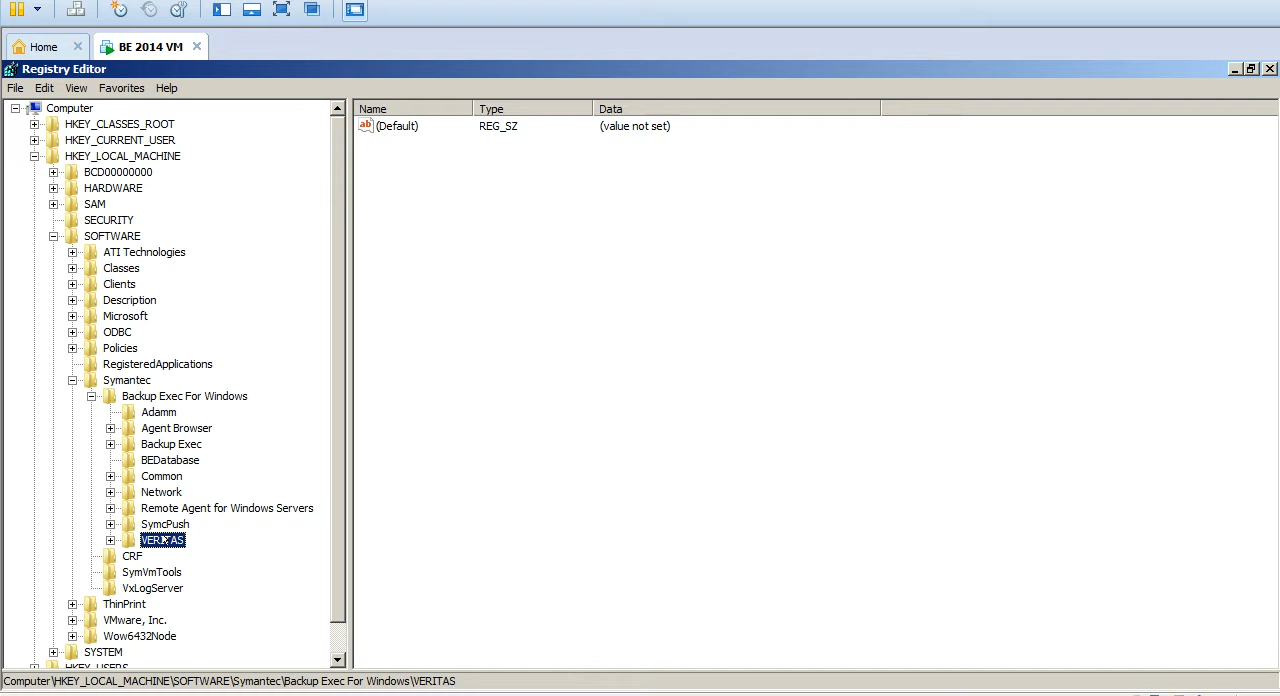 Home
BE 2014 VM
Registry Editor
File Edit View Favorites Help
Computer
HKEY_CLASSES_ROOT
HKEY_CURRENT_USER
HKEY_LOCAL_MACHINE
BCD00000000
HARDWARE
SAM
SECURITY
SOFTWARE
ATI Technologies
Classes
Clients
Description
Microsoft
ODBC
Policies
RegisteredApplications
Symantec
Backup Exec For Windows
Adamm
Agent Browser
Backup Exec
BEDatabase
Common
Network
Remote Agent for Windows Servers
SymcPush
VERITAS
CRF
SymVmTools
VxLogServer
ThinPrint
VMware, Inc.
Wow6432Node
SYSTEM
HKEY_USERS
Name Type Data
ab (Default) REG_SZ (value not set)
Computer\HKEY_LOCAL_MACHINE\SOFTWARE\Symantec\Backup Exec For Windows\VERITAS